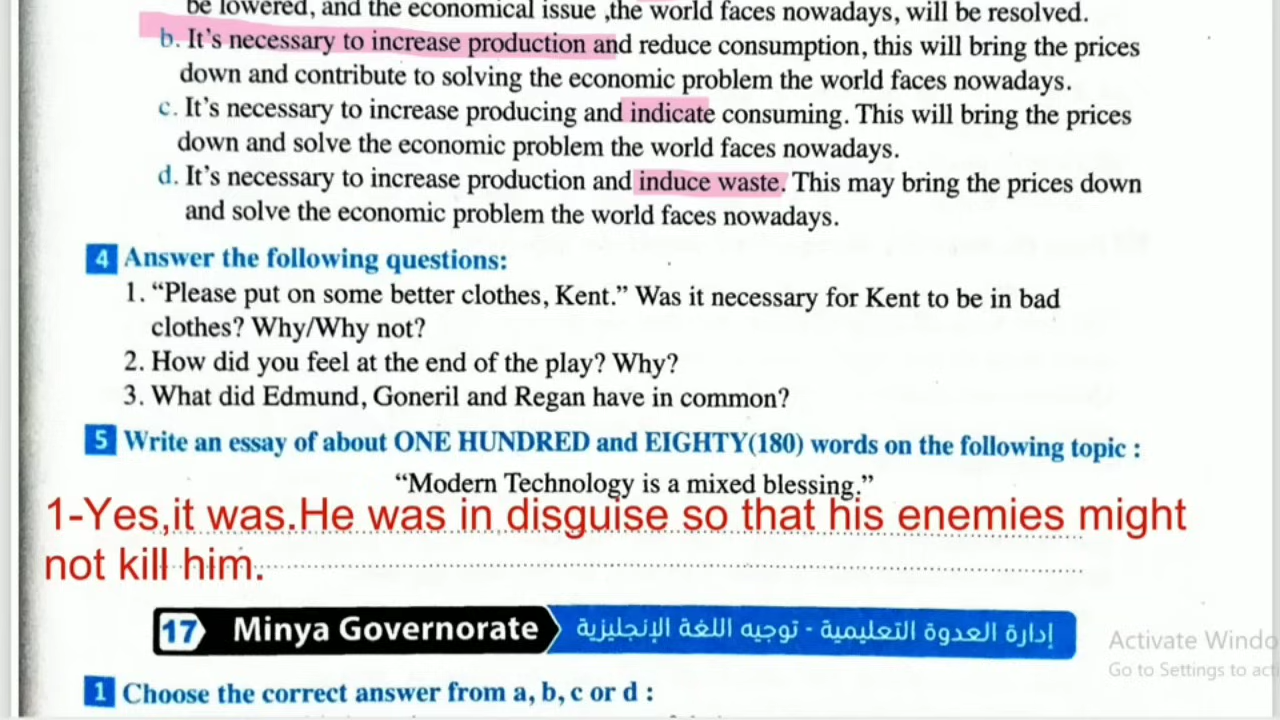 be lowered, and the economical issue ,the world faces nowadays, will be resolved.
b. It's necessary to increase production and reduce consumption, this will bring the prices
down and contribute to solving the economic problem the world faces nowadays.
c. It's necessary to increase producing and indicate consuming. This will bring the prices
down and solve the economic problem the world faces nowadays.
d. It's necessary to increase production and induce waste. This may bring the prices down
and solve the economic problem the world faces nowadays.
4 Answer the following questions:
1. “Please put on some better clothes, Kent.” Was it necessary for Kent to be in bad
clothes? Why/Why not?
2. How did you feel at the end of the play? Why?
3. What did Edmund, Goneril and Regan have in common?
5 Write an essay of about ONE HUNDRED and EIGHTY(180) words on the following topic :
“Modern Technology is a mixed blessing.”
1-Yes,it was.He was in disguise so that his enemies might
not kill him.
17 Minya Governorate إدارة العدوة التعليمية - توجيه اللغة الإنجليزية
Activate Windo
Go to Settings to act
1 Choose the correct answer from a, b, c or d :